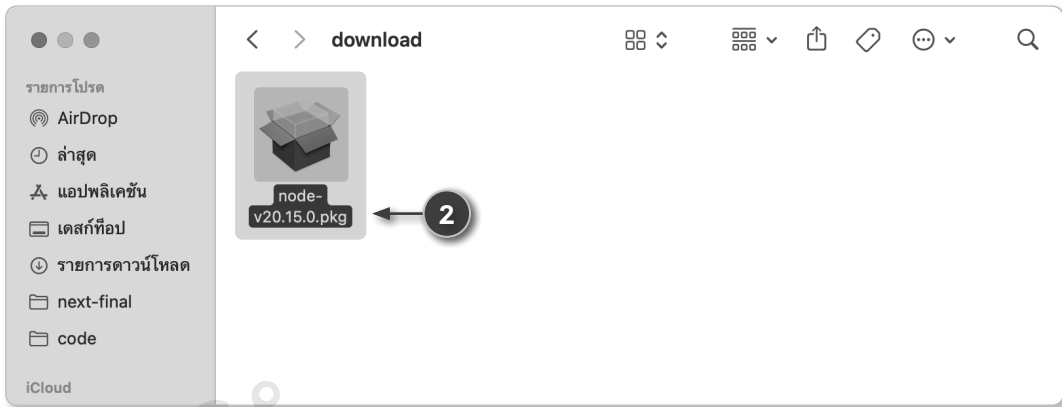 download
รายการโปรด
AirDrop
ล่าสุด
แอปพลิเคชัน
เดสก์ท็อป
รายการดาวน์โหลด
next-final
code
iCloud
node-
v20.15.0.pkg
2